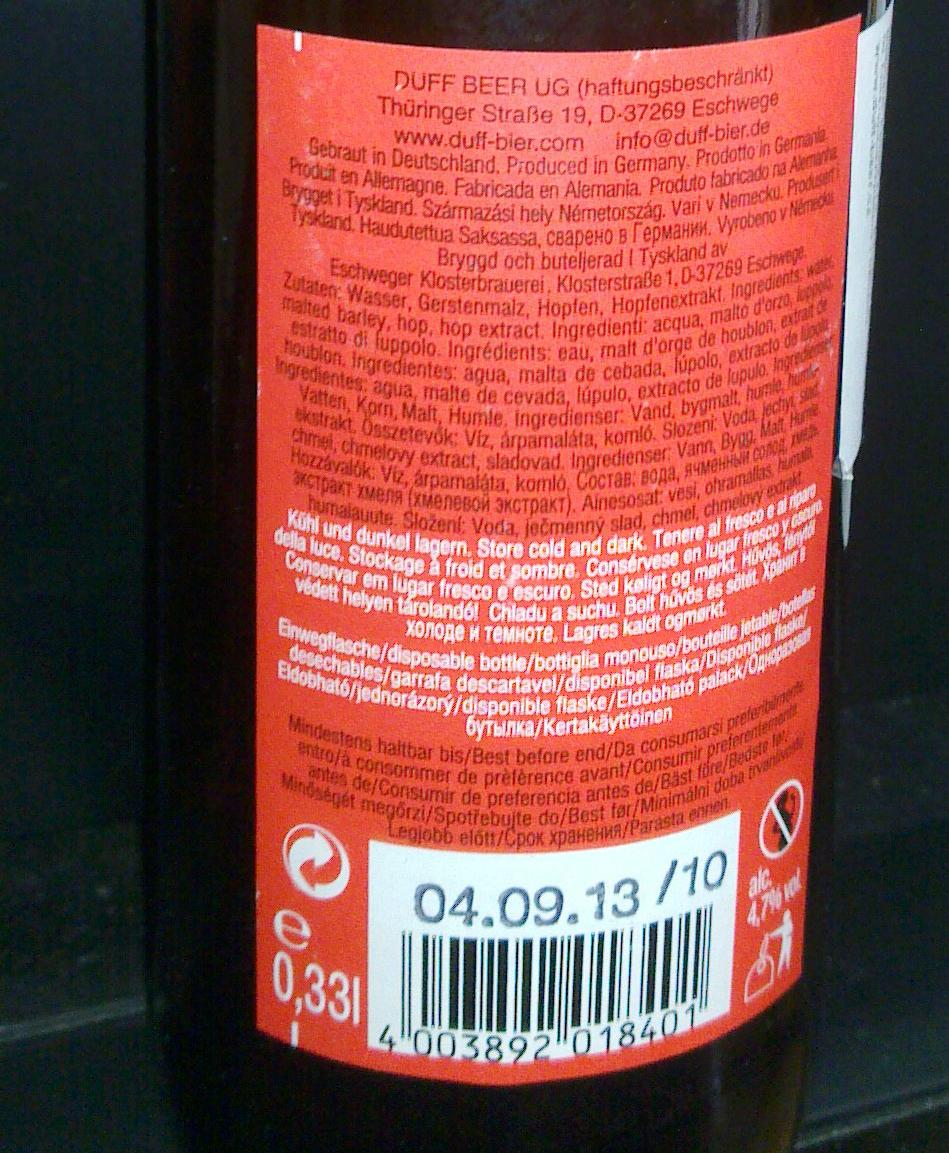 DUFF BEER UG (haftungsbeschränkt)
Thüringer Straße 19, D-37269 Eschwege
www.duff-bier.com info@duff-bier.de
Gebraut in Deutschland. Produced in Germany. Prodotto in Germania.
Produit en Allemagne. Fabricada en Alemania. Produto fabricado na Alemanha.
Brygget i Tyskland. Származási hely Németország. Vari v Nemecku. Produsert i
Tyskland. Haudutettua Saksassa, сварено в Германии. Vyrobeno v Německu.
Bryggd och buteljerad I Tyskland av
Eschweger Klosterbrauerei, Klosterstraße 1, D-37269 Eschwege.
Zutaten: Wasser, Gerstenmalz, Hopfen, Hopfenextrakt. Ingredients: water,
malted barley, hop, hop extract. Ingredienti: acqua, malto d'orzo, luppolo,
estratto di luppolo. Ingrédients: eau, malt d'orge de houblon, extrait de
houblon. Ingredientes: agua, malta de cebada, lúpolo, extracto de lúpolo.
Ingredientes: agua, malte de cevada, lúpulo, extracto de lupulo.
Vatten, Korn, Malt, Humle, Ingredienser: Vand, bygmalt, humle,
ekstrakt. Összetevők: Víz, árpamaláta, komló. Slozeni: Voda,
chmel, chmelovy extract, sladovad. Ingredienser: Vann, Bygg, Malt, Humle
Hozzávalók: Víz, árpamaláta, komló, Состав: вода, ячменный солод, хмель
экстракт хмеля (хмелевой экстракт). Ainesosat: vesi, ohramallas, humala,
humalauute. Složení: Voda, ječmenný slad, chmel, chmelovy extrakt
Kühl und dunkel lagern. Store cold and dark. Tenere al fresco e al riparo
della luce. Stockage à froid et sombre. Consérvese en lugar fresco y oscuro.
Conservar em lugar fresco e escuro. Sted køligt og mørkt. Hűvös, fénytől
védett helyen tárolandó! Chladu a suchu. Bolt hűvös és sötét. Хранит в
холоде и темноте. Lagres kaldt ogmørkt.
Einwegflasche/disposable bottle/bottiglia monouso/bouteille jetable/botellas
desechables/garrafa descartavel/disponibel flaska/Disponible flaske/
Eldobható/jednorázorý/disponible flaske/Eldobható palack/Одноразовая
бутылка/Kertakäyttöinen
Mindestens haltbar bis/Best before end/Da consumarsi preferibilmente
entro/à consommer de prèfèrence avant/Consumir preferentemente
antes de/Consumir de preferencia antes de/Bäst före/Bedste før/
Minőségét megőrzi/Spotřebujte do/Best før/Minimálni doba trvanlivosti
Legjobb előtt/Срок хранения/Parasta ennen
04.09.13 /10
alc.
4,7% vol.
e
0,33l
4 003892 018401